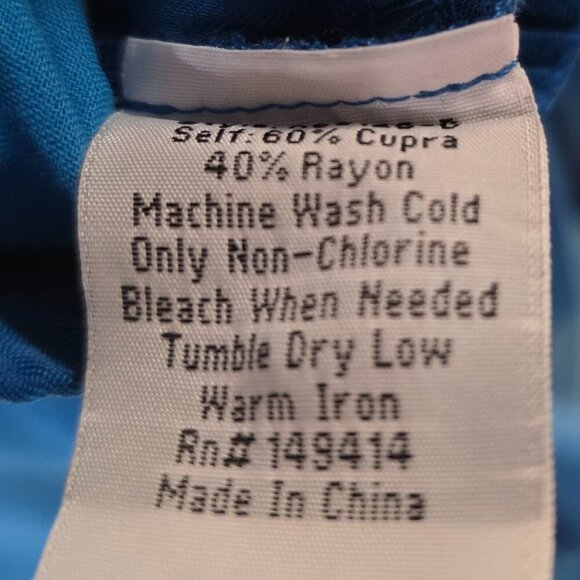 Self: 60% Cupra
40% Rayon
Machine Wash Cold
Only Non-Chlorine
Bleach When Needed
Tumble Dry Low
Warm Iron
Rn# 149414
Made In China